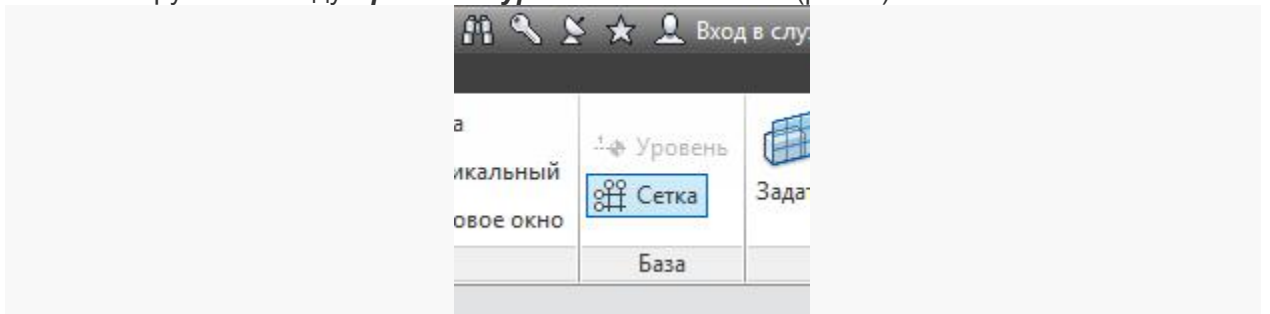 Вход в слу
а
икальный
овое окно
Уровень
Сетка
База
Задат